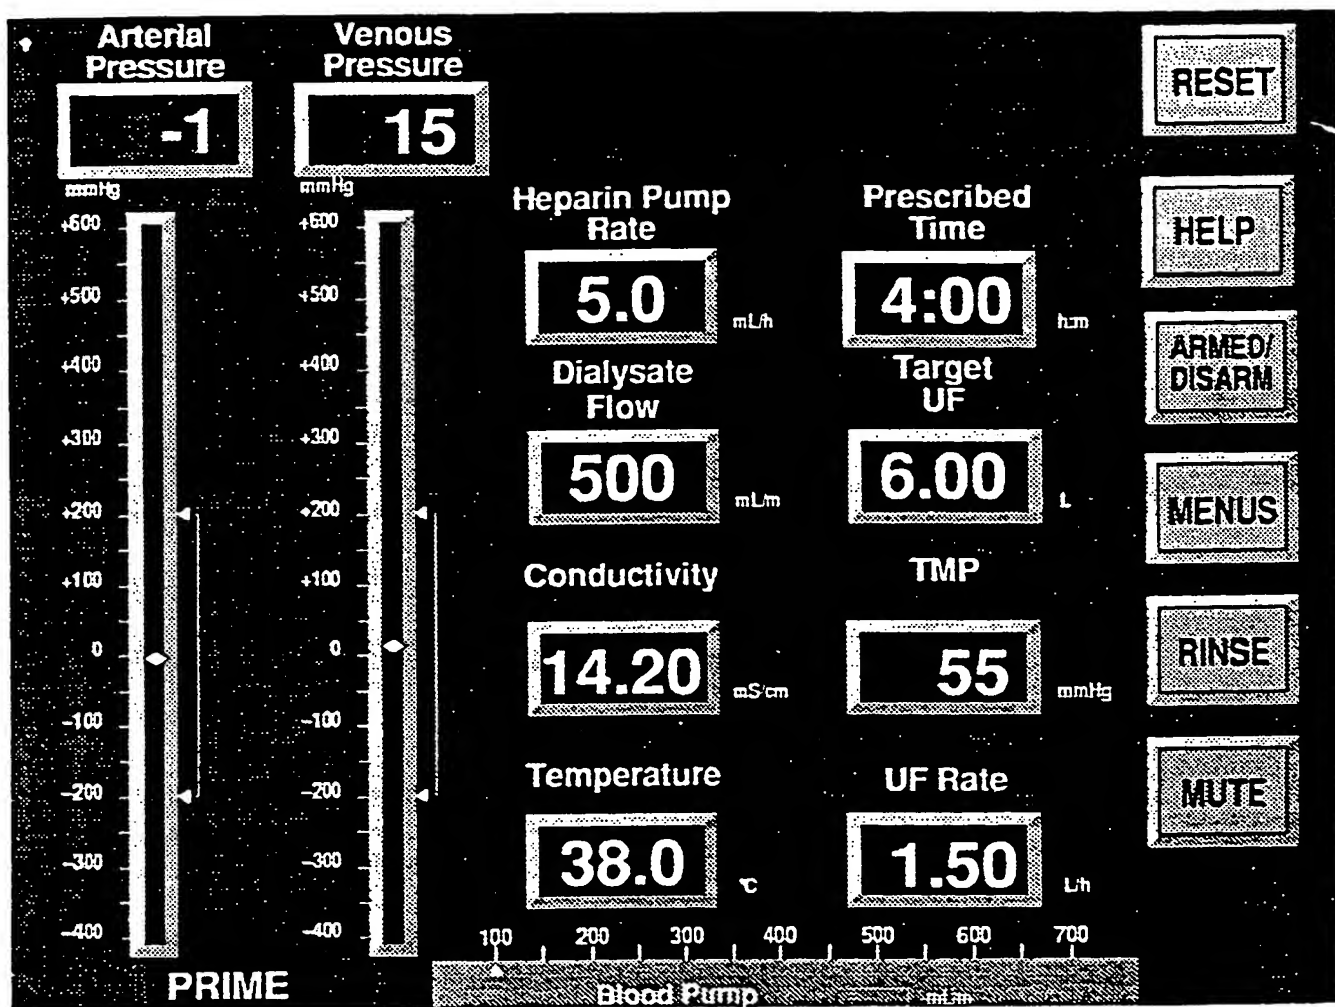 Arterial
Pressure
-1
mmHg
+600
+500
+400
+300
+200
+100
0
-100
-200
-300
-400
PRIME
Venous
Pressure
15
mmHg
+600
+500
+400
+300
+200
+100
0
-100
-200
-300
-400
Heparin Pump
Rate
5.0 mL/h
Prescribed
Time
4:00 h:m
Dialysate
Flow
500 mL/m
Target
UF
6.00 L
Conductivity
14.20 mS/cm
TMP
55 mmHg
Temperature
38.0 °C
UF Rate
1.50 L/h
100 200 300 400 500 600 700
Blood Pump mL/m
RESET
HELP
ARMED/
DISARM
MENUS
RINSE
MUTE